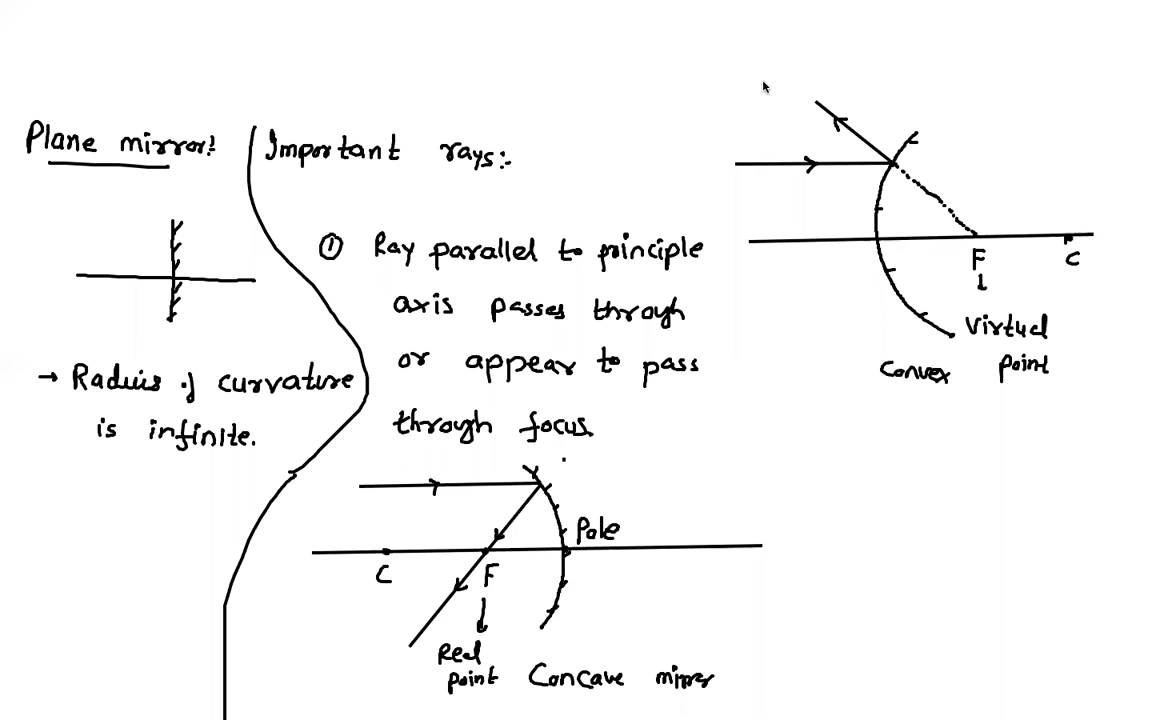 Plane mirror:
→ Radius of curvature
is infinite.
Important rays:-
① Ray parallel to principle
axis passes through
or appear to pass
through focus.
C
F
Pole
Real
point
Concave mirror
F
C
Virtual
point
Convex